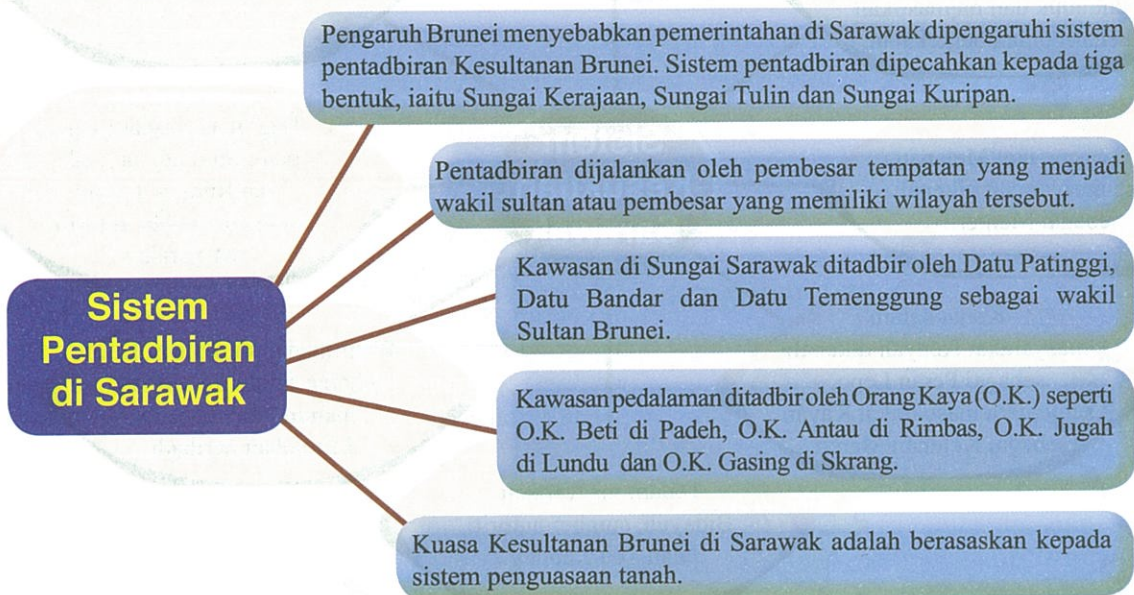 Pengaruh Brunei menyebabkan pemerintahan di Sarawak dipengaruhi sistem
pentadbiran Kesultanan Brunei. Sistem pentadbiran dipecahkan kepada tiga
bentuk, iaitu Sungai Kerajaan, Sungai Tulin dan Sungai Kuripan.
Pentadbiran dijalankan oleh pembesar tempatan yang menjadi
wakil sultan atau pembesar yang memiliki wilayah tersebut.
Sistem
Pentadbiran
di Sarawak
Kawasan di Sungai Sarawak ditadbir oleh Datu Patinggi,
Datu Bandar dan Datu Temenggung sebagai wakil
Sultan Brunei.
Kawasan pedalaman ditadbir oleh Orang Kaya (O.K.) seperti
O.K. Beti di Padeh, O.K. Antau di Rimbas, O.K. Jugah
di Lundu dan O.K. Gasing di Skrang.
Kuasa Kesultanan Brunei di Sarawak adalah berasaskan kepada
sistem penguasaan tanah.